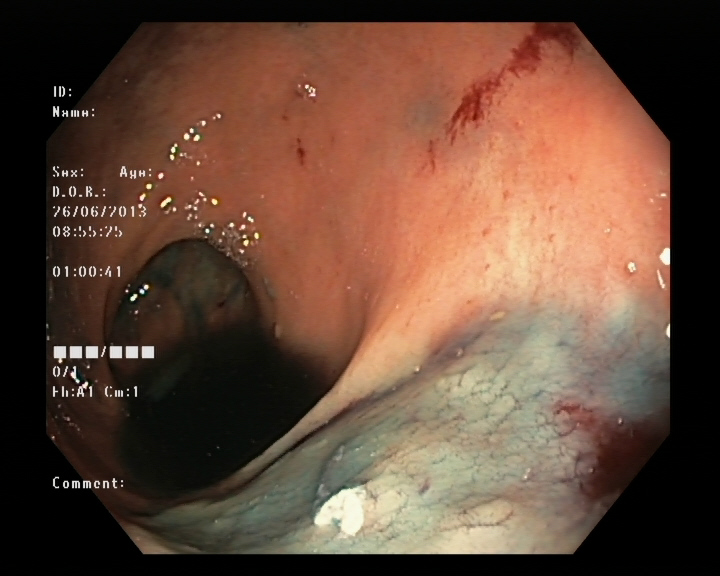 ID:
Name:
Sex: Age:
D.O.R.:
26/06/2013
08:55:25
01:00:41
■■■/■■■
0/1
Fh:A1 Cm:1
Comment: